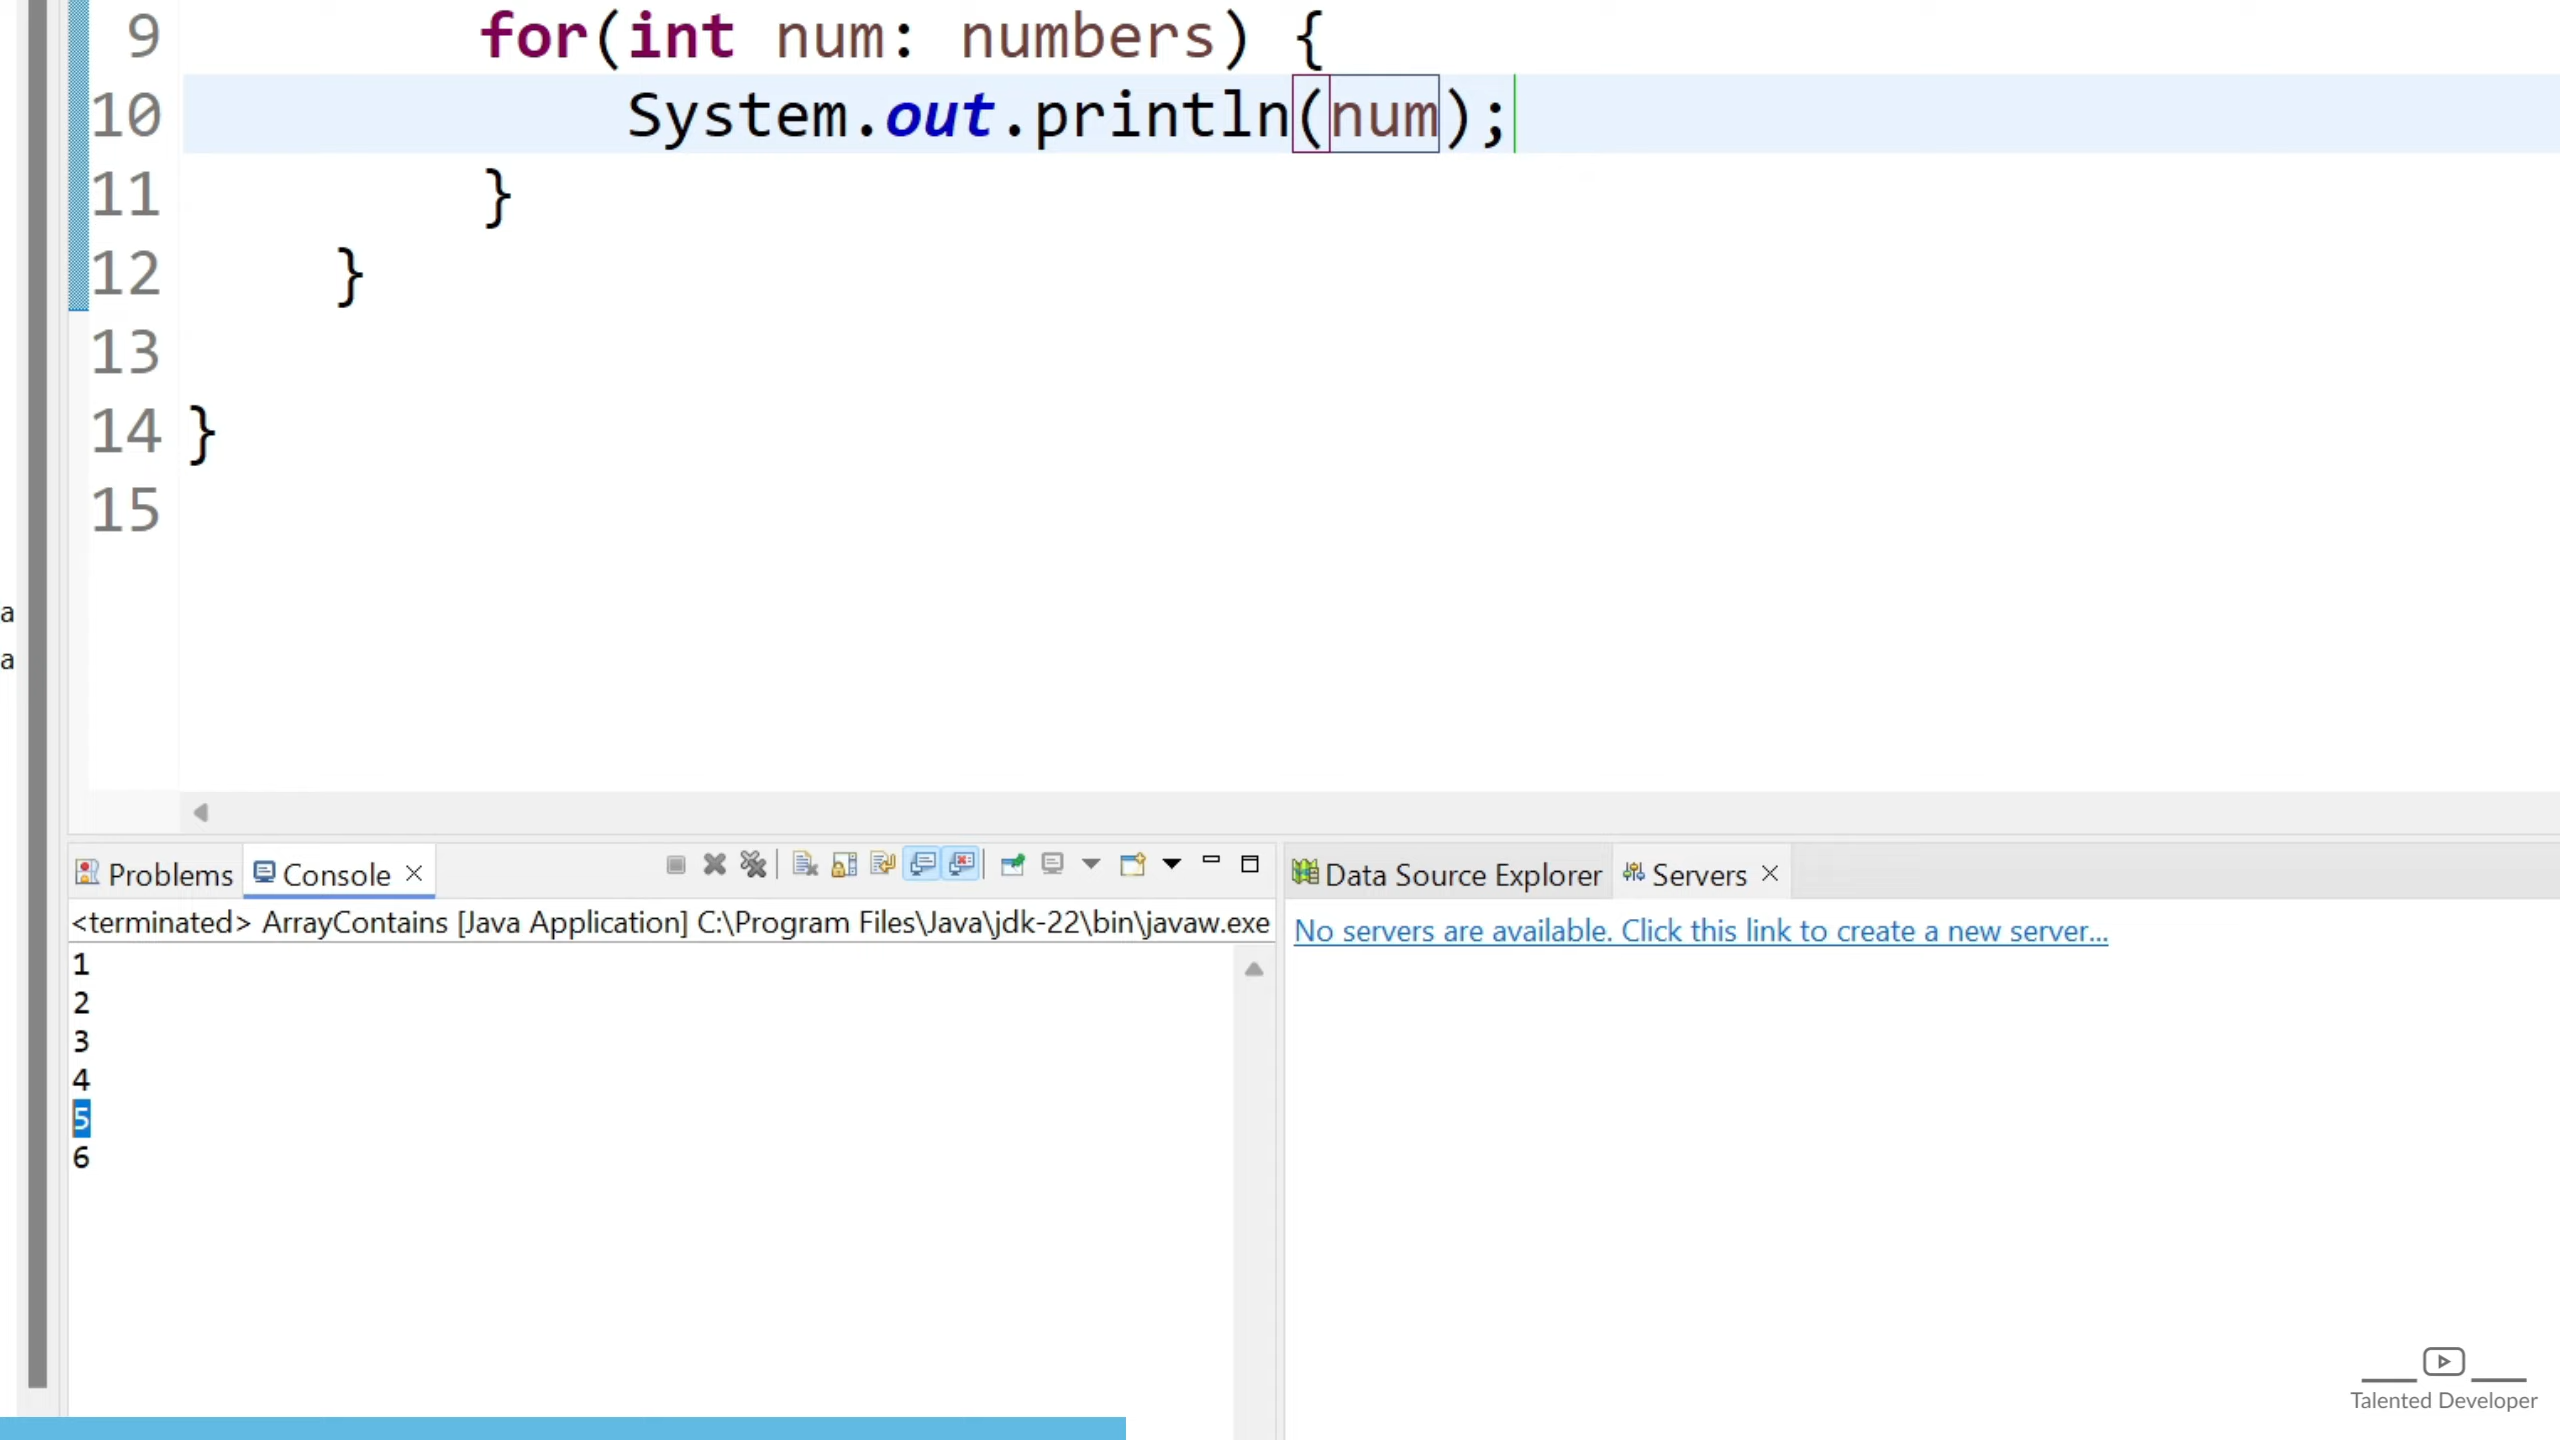 9 for(int num: numbers) {
10 System.out.println(num);
11 }
12 }
13
14 }
15
a
a
Problems Console
Data Source Explorer Servers
<terminated> ArrayContains [Java Application] C:\Program Files\Java\jdk-22\bin\javaw.exe
No servers are available. Click this link to create a new server...
1
2
3
4
5
6
Talented Developer